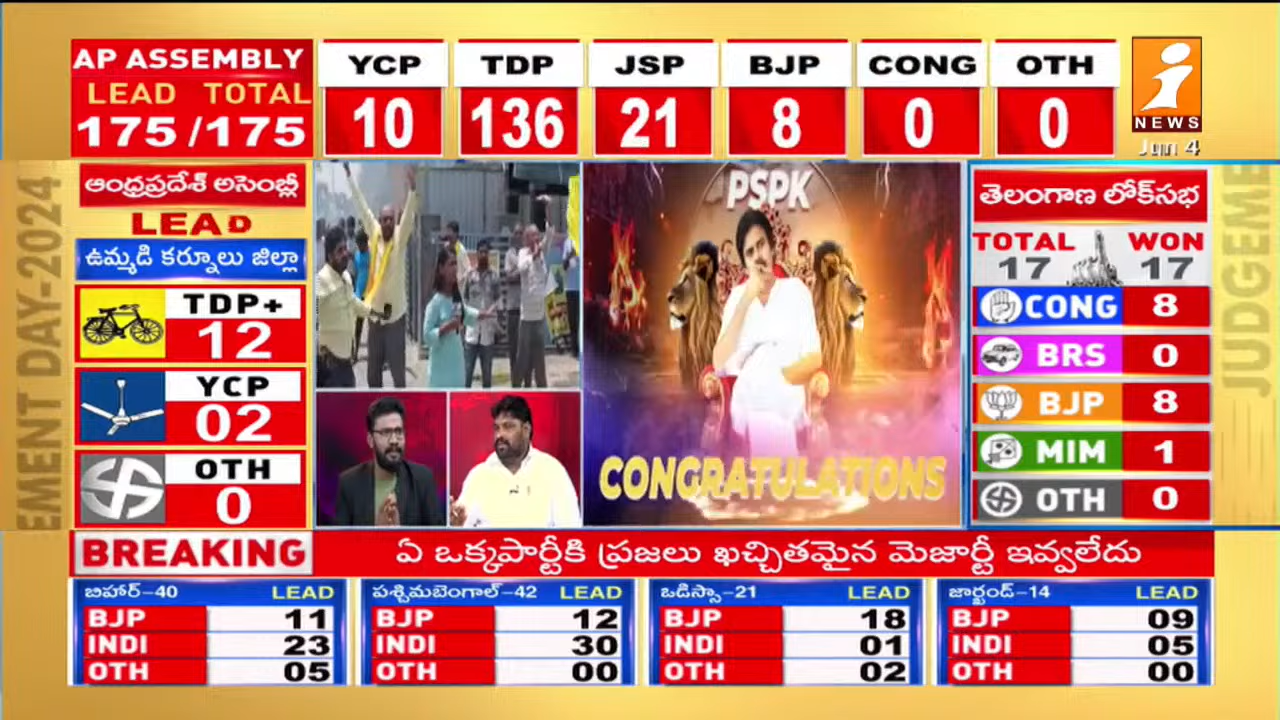 AP ASSEMBLY
LEAD TOTAL
175/175
YCP TDP JSP BJP CONG OTH
10 136 21 8 0 0
i
NEWS
Jun 4
EMENT DAY-2024
ఆంధ్రప్రదేశ్ అసెంబ్లీ
LEAD
ఉమ్మడి కర్నూలు జిల్లా
TDP+
12
YCP
02
OTH
0
PSPK
CONGRATULATIONS
తెలంగాణ లోక్‌సభ
TOTAL WON
17 17
CONG 8
BRS 0
BJP 8
MIM 1
OTH 0
JUDGEME
BREAKING
ఏ ఒక్కపార్టీకి ప్రజలు ఖచ్చితమైన మెజార్టీ ఇవ్వలేదు
బిహార్-40 LEAD
BJP 11
INDI 23
OTH 05
పశ్చిమబెంగాల్-42 LEAD
BJP 12
INDI 30
OTH 00
ఒడిస్సా-21 LEAD
BJP 18
INDI 01
OTH 02
జార్ఖండ్-14 LEAD
BJP 09
INDI 05
OTH 00